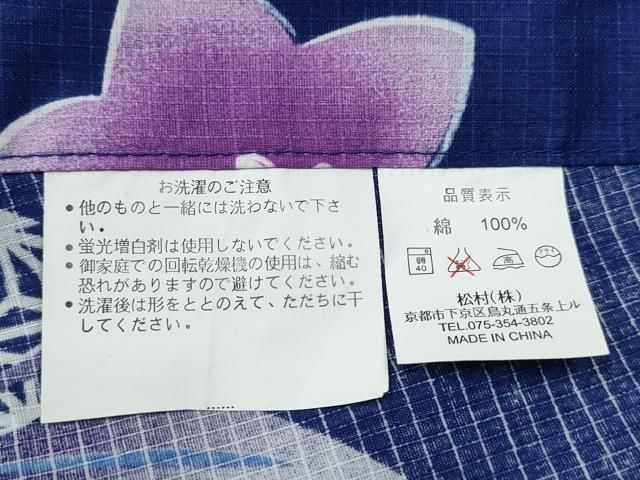 お洗濯のご注意
●他のものと一緒には洗わないで下さ
い.
●蛍光増白剤は使用しないでください。
●御家庭での回転乾燥機の使用は、縮む
恐れがありますので避けてください。
●洗濯後は形をととのえて、ただちに干
してください。
品質表示
綿 100%
弱
40
高
ドライ
松村(株)
京都市下京区烏丸通五条上ル
TEL.075-354-3802
MADE IN CHINA